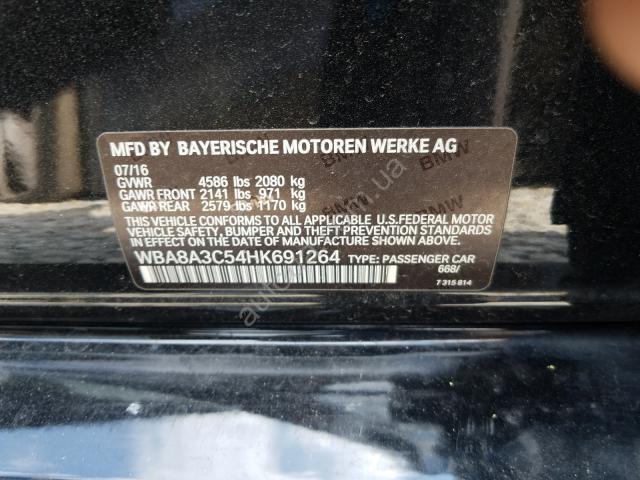 MFD BY BAYERISCHE MOTOREN WERKE AG
07/16
GVWR 4586 lbs 2080 kg
GAWR FRONT 2141 lbs 971 kg
GAWR REAR 2579 lbs 1170 kg
THIS VEHICLE CONFORMS TO ALL APPLICABLE U.S.FEDERAL MOTOR
VEHICLE SAFETY, BUMPER AND THEFT PREVENTION STANDARDS
IN EFFECT ON THE DATE OF MANUFACTURE SHOWN ABOVE.
WBA8A3C54HK691264 TYPE: PASSENGER CAR
668/
7 315 814
BMW